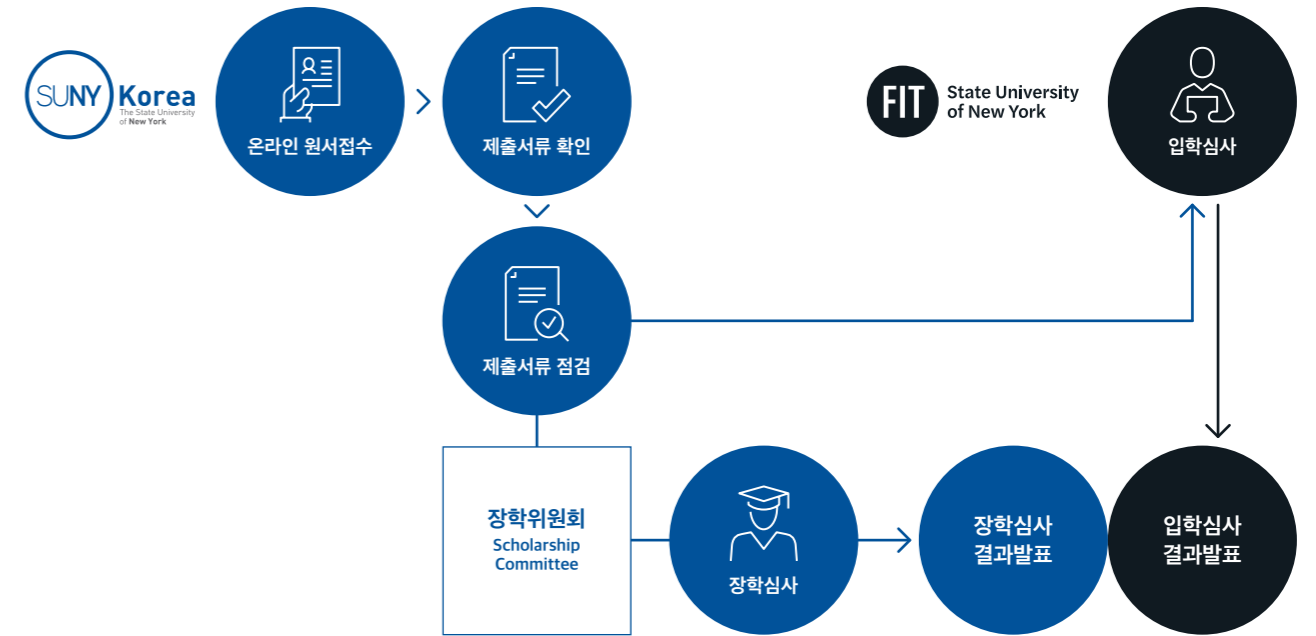 SUNY Korea
The State University
of New York
온라인 원서접수
제출서류 확인
FIT
State University
of New York
입학심사
제출서류 점검
장학위원회
Scholarship
Committee
장학심사
장학심사
결과발표
입학심사
결과발표